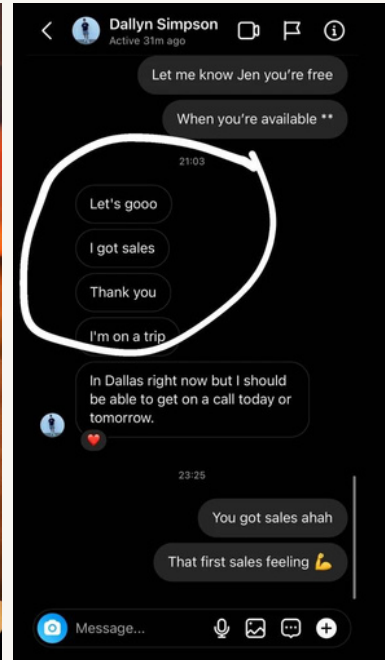 Dallyn Simpson
Active 31m ago
Let me know Jen you're free
When you're available **
21:03
Let's gooo
I got sales
Thank you
I'm on a trip
In Dallas right now but I should
be able to get on a call today or
tomorrow.
❤️
23:25
You got sales ahah
That first sales feeling 💪
Message...